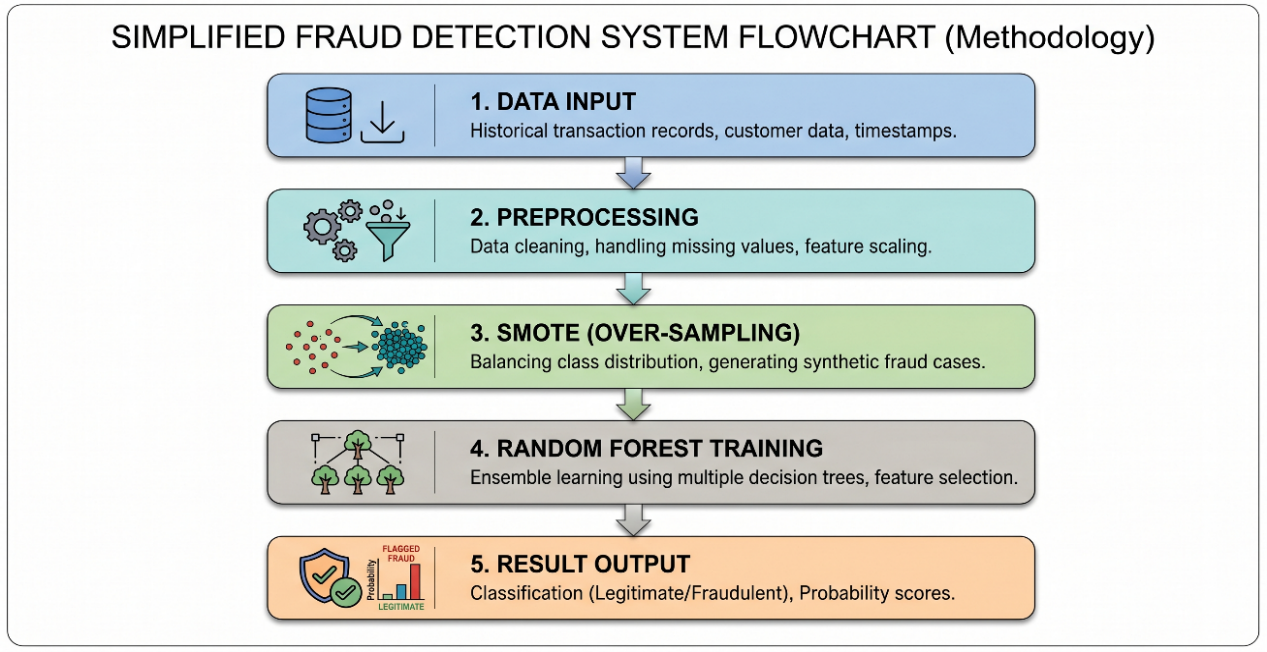 SIMPLIFIED FRAUD DETECTION SYSTEM FLOWCHART (Methodology)
1. DATA INPUT
Historical transaction records, customer data, timestamps.
2. PREPROCESSING
Data cleaning, handling missing values, feature scaling.
3. SMOTE (OVER-SAMPLING)
Balancing class distribution, generating synthetic fraud cases.
4. RANDOM FOREST TRAINING
Ensemble learning using multiple decision trees, feature selection.
FLAGGED
FRAUD
Probability
LEGITIMATE
5. RESULT OUTPUT
Classification (Legitimate/Fraudulent), Probability scores.